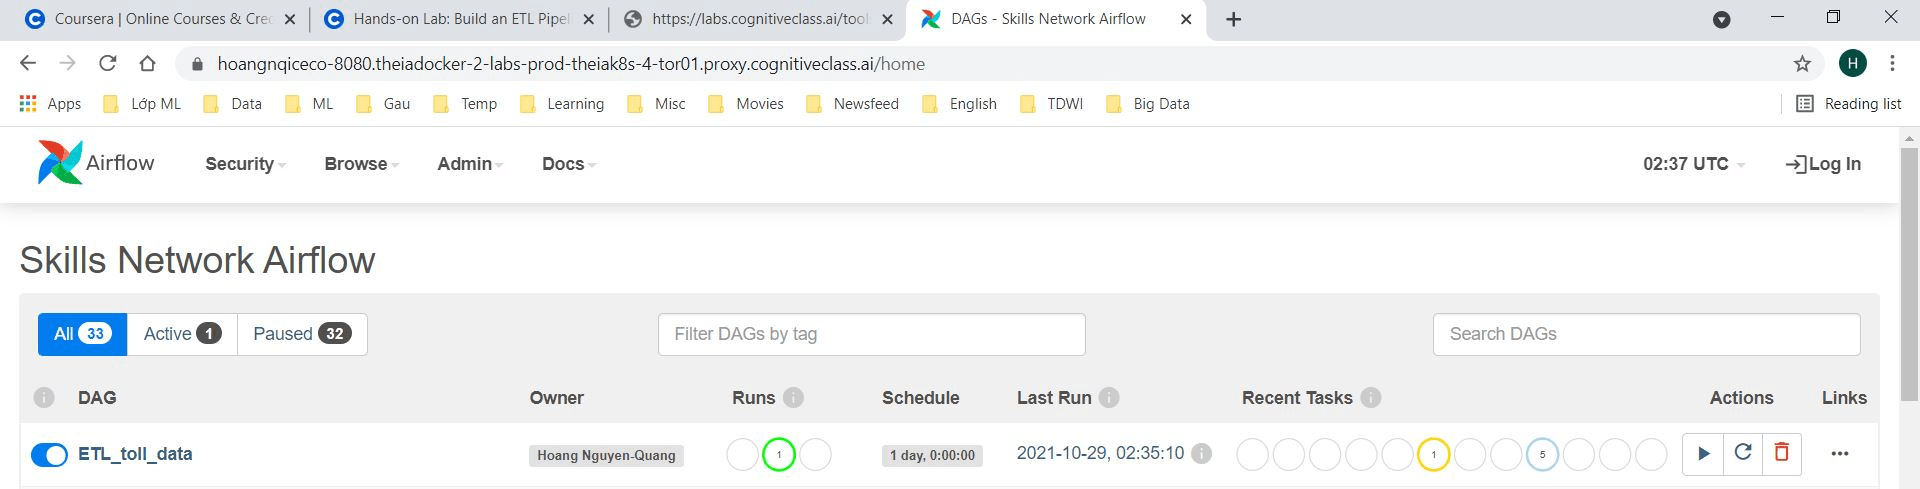 Coursera | Online Courses & Cre
Hands-on Lab: Build an ETL Pipel
https://labs.cognitiveclass.ai/tool
DAGs - Skills Network Airflow
hoangnqiceco-8080.theiadocker-2-labs-prod-theiak8s-4-tor01.proxy.cognitiveclass.ai/home
H
Apps Lớp ML Data ML Gau Temp Learning Misc Movies Newsfeed English TDWI Big Data Reading list
Airflow Security Browse Admin Docs 02:37 UTC Log In
Skills Network Airflow
All 33 Active 1 Paused 32 Filter DAGs by tag Search DAGs
i DAG Owner Runs i Schedule Last Run i Recent Tasks i Actions Links
ETL_toll_data Hoang Nguyen-Quang 1 1 day, 0:00:00 2021-10-29, 02:35:10 i 1 5